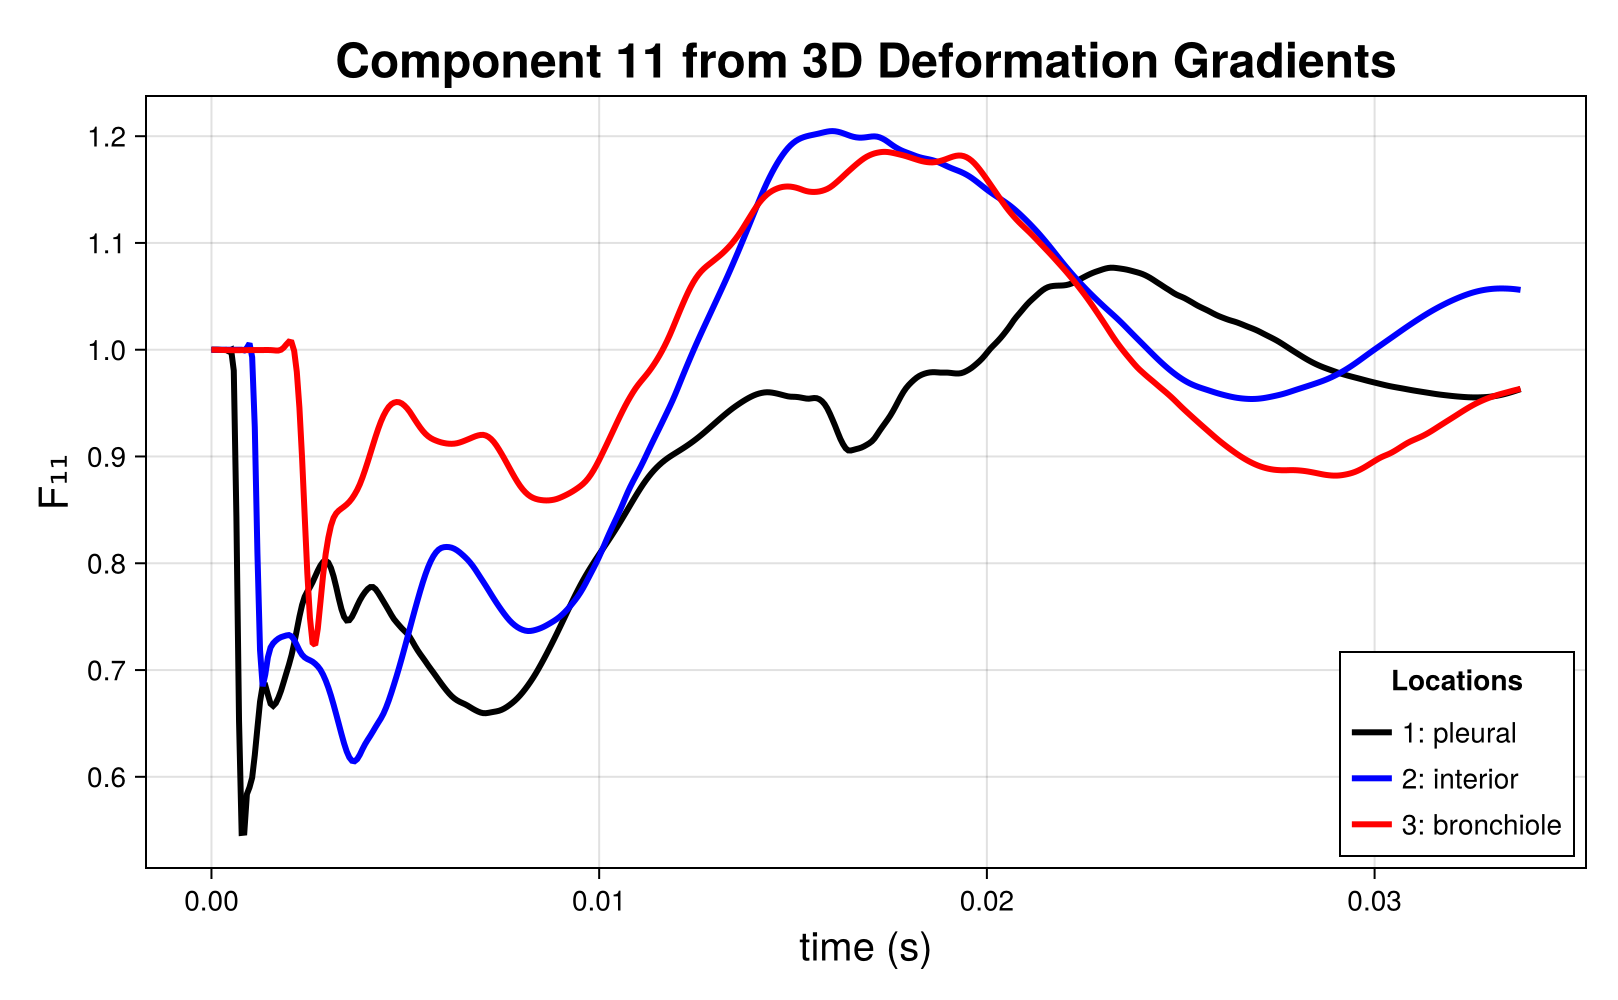 Component 11 from 3D Deformation Gradients
F₁₁
1.2
1.1
1.0
0.9
0.8
0.7
0.6
Locations
1: pleural
2: interior
3: bronchiole
0.00 0.01 0.02 0.03
time (s)